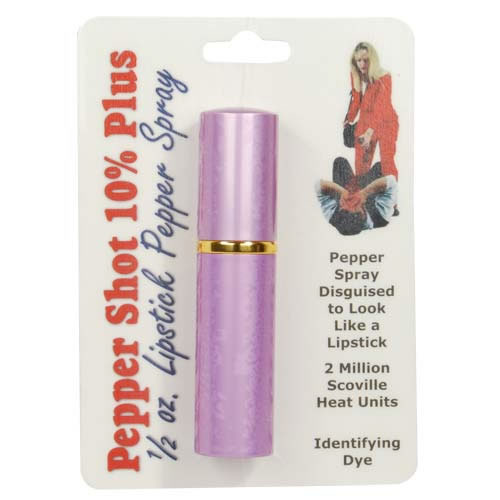 Pepper Shot 10% Plus
1/2 oz. Lipstick Pepper Spray
Pepper
Spray
Disguised
to Look
Like a
Lipstick
2 Million
Scoville
Heat Units
Identifying
Dye